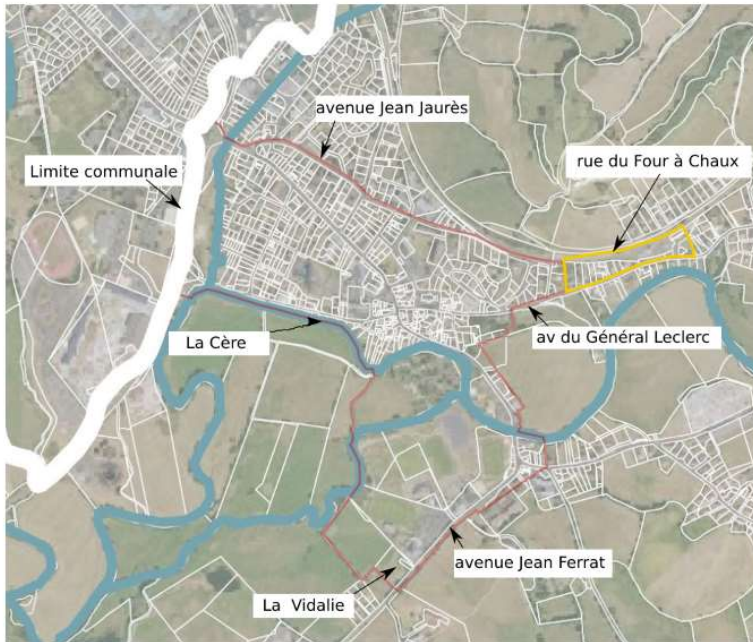 avenue Jean Jaurès
rue du Four à Chaux
Limite communale
av du Général Leclerc
La Cère
avenue Jean Ferrat
La Vidalie